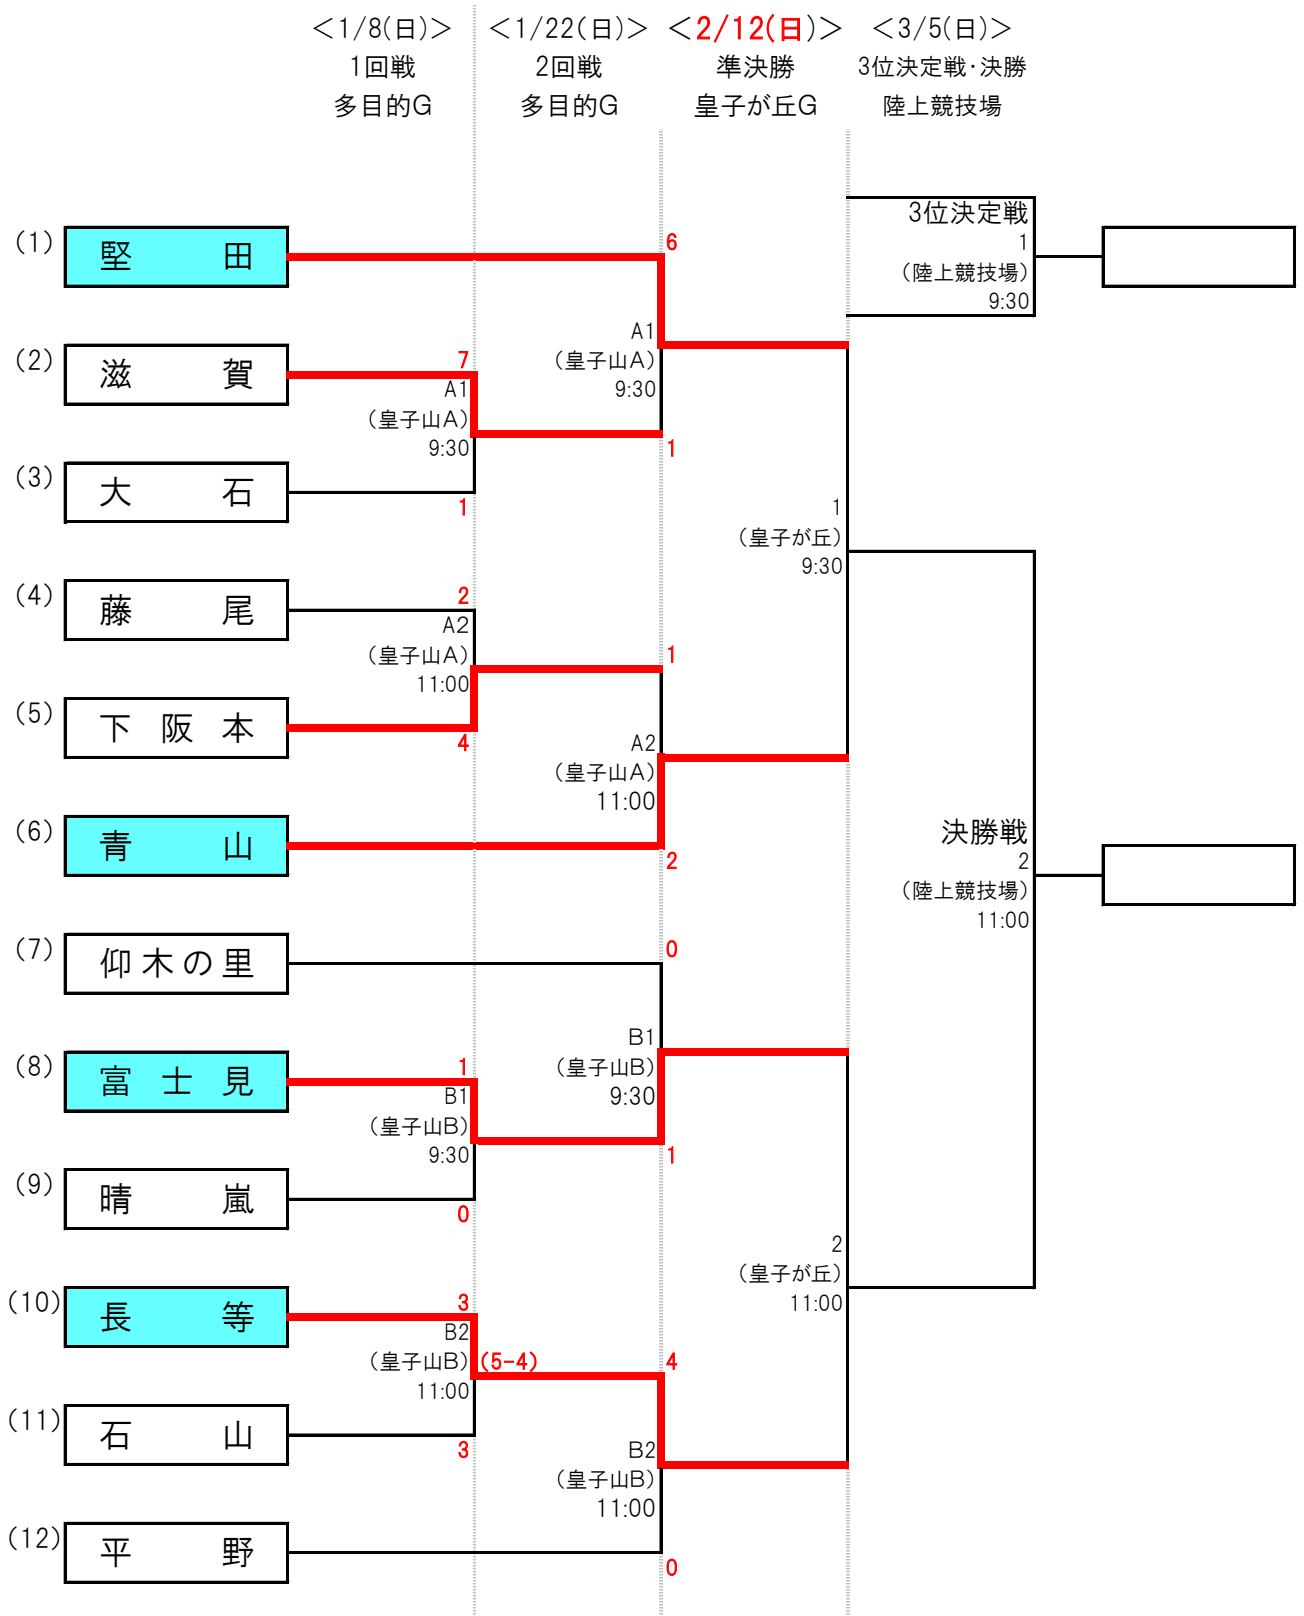 ＜1/8(日)＞ ＜1/22(日)＞ ＜2/12(日)＞ ＜3/5(日)＞
1回戦 2回戦 準決勝 3位決定戦・決勝
多目的G 多目的G 皇子が丘G 陸上競技場
3位決定戦
1
(陸上競技場)
9:30
(1) 堅田 6
A1
(皇子山A)
9:30
(2) 滋賀 7
A1
(皇子山A)
9:30
1
(3) 大石 1
1
(皇子が丘)
9:30
(4) 藤尾 2
A2
(皇子山A)
11:00
1
(5) 下阪本 4
A2
(皇子山A)
11:00
(6) 青山 2
決勝戦
2
(陸上競技場)
11:00
(7) 仰木の里 0
B1
(皇子山B)
9:30
(8) 富士見 1
B1
(皇子山B)
9:30
1
(9) 晴嵐 0
2
(皇子が丘)
11:00
(10) 長等 3
B2
(皇子山B) (5-4) 4
11:00
(11) 石山 3
B2
(皇子山B)
11:00
(12) 平野 0